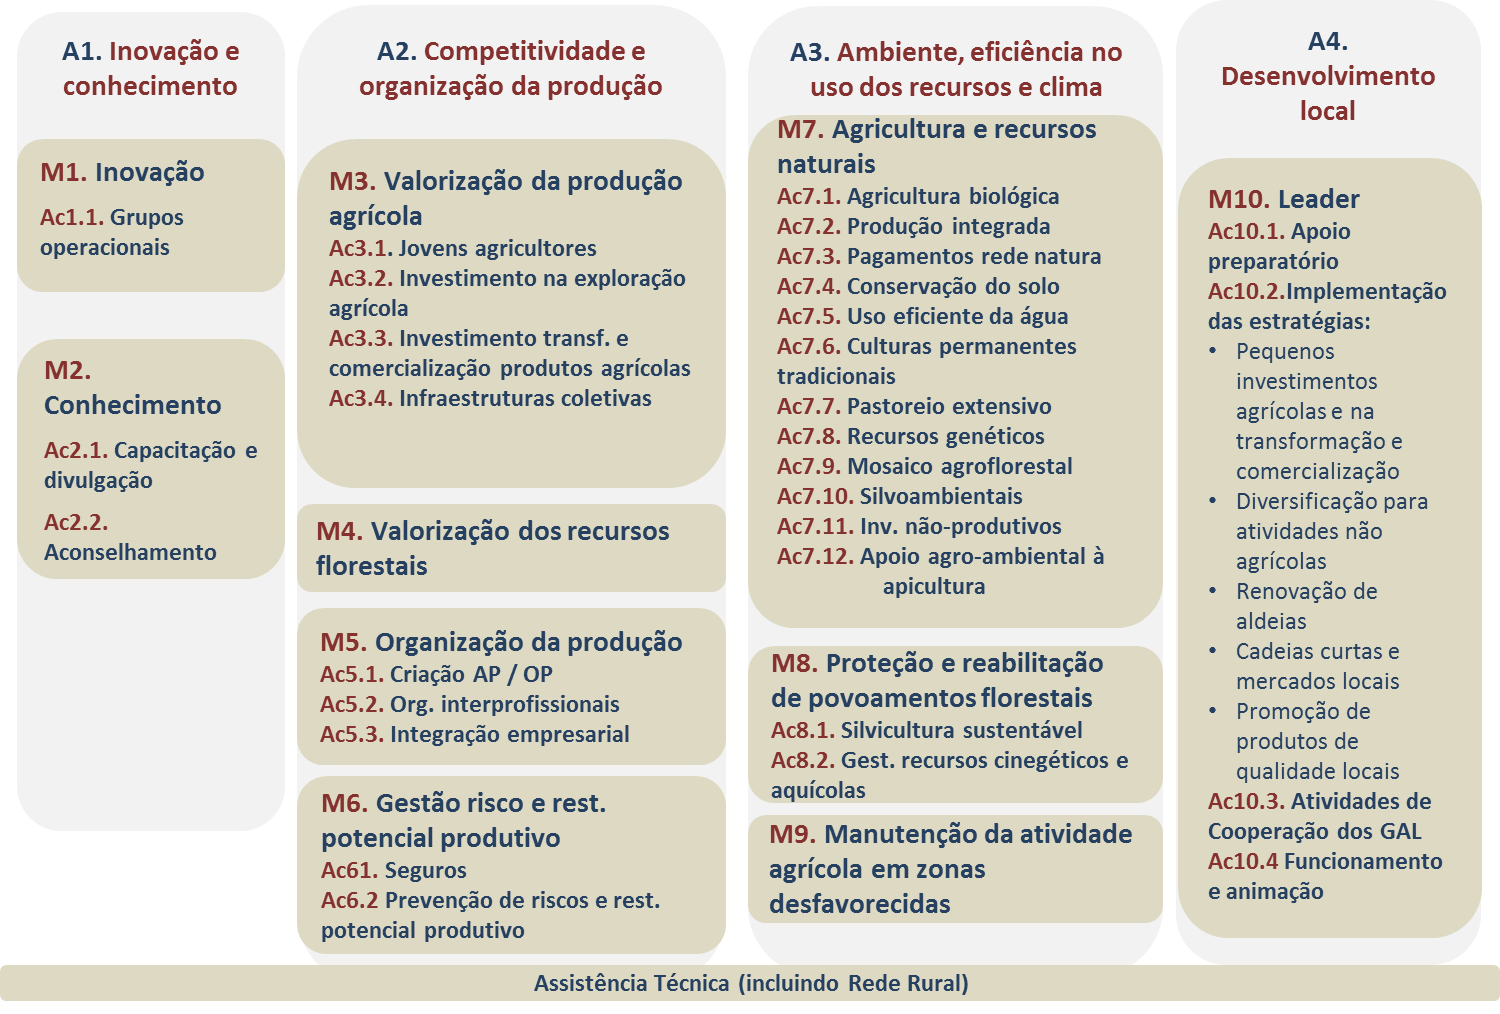 A1. Inovação e
conhecimento
M1. Inovação
Ac1.1. Grupos
operacionais
M2.
Conhecimento
Ac2.1. Capacitação e
divulgação
Ac2.2.
Aconselhamento
A2. Competitividade e
organização da produção
M3. Valorização da produção
agrícola
Ac3.1. Jovens agricultores
Ac3.2. Investimento na exploração
agrícola
Ac3.3. Investimento transf. e
comercialização produtos agrícolas
Ac3.4. Infraestruturas coletivas
M4. Valorização dos recursos
florestais
M5. Organização da produção
Ac5.1. Criação AP / OP
Ac5.2. Org. interprofissionais
Ac5.3. Integração empresarial
M6. Gestão risco e rest.
potencial produtivo
Ac61. Seguros
Ac6.2 Prevenção de riscos e rest.
potencial produtivo
A3. Ambiente, eficiência no
uso dos recursos e clima
M7. Agricultura e recursos
naturais
Ac7.1. Agricultura biológica
Ac7.2. Produção integrada
Ac7.3. Pagamentos rede natura
Ac7.4. Conservação do solo
Ac7.5. Uso eficiente da água
Ac7.6. Culturas permanentes
tradicionais
Ac7.7. Pastoreio extensivo
Ac7.8. Recursos genéticos
Ac7.9. Mosaico agroflorestal
Ac7.10. Silvoambientais
Ac7.11. Inv. não-produtivos
Ac7.12. Apoio agro-ambiental à
apicultura
M8. Proteção e reabilitação
de povoamentos florestais
Ac8.1. Silvicultura sustentável
Ac8.2. Gest. recursos cinegéticos e
aquícolas
M9. Manutenção da atividade
agrícola em zonas
desfavorecidas
A4.
Desenvolvimento
local
M10. Leader
Ac10.1. Apoio
preparatório
Ac10.2.Implementação
das estratégias:
• Pequenos
investimentos
agrícolas e na
transformação e
comercialização
• Diversificação para
atividades não
agrícolas
• Renovação de
aldeias
• Cadeias curtas e
mercados locais
• Promoção de
produtos de
qualidade locais
Ac10.3. Atividades de
Cooperação dos GAL
Ac10.4 Funcionamento
e animação
Assistência Técnica (incluindo Rede Rural)